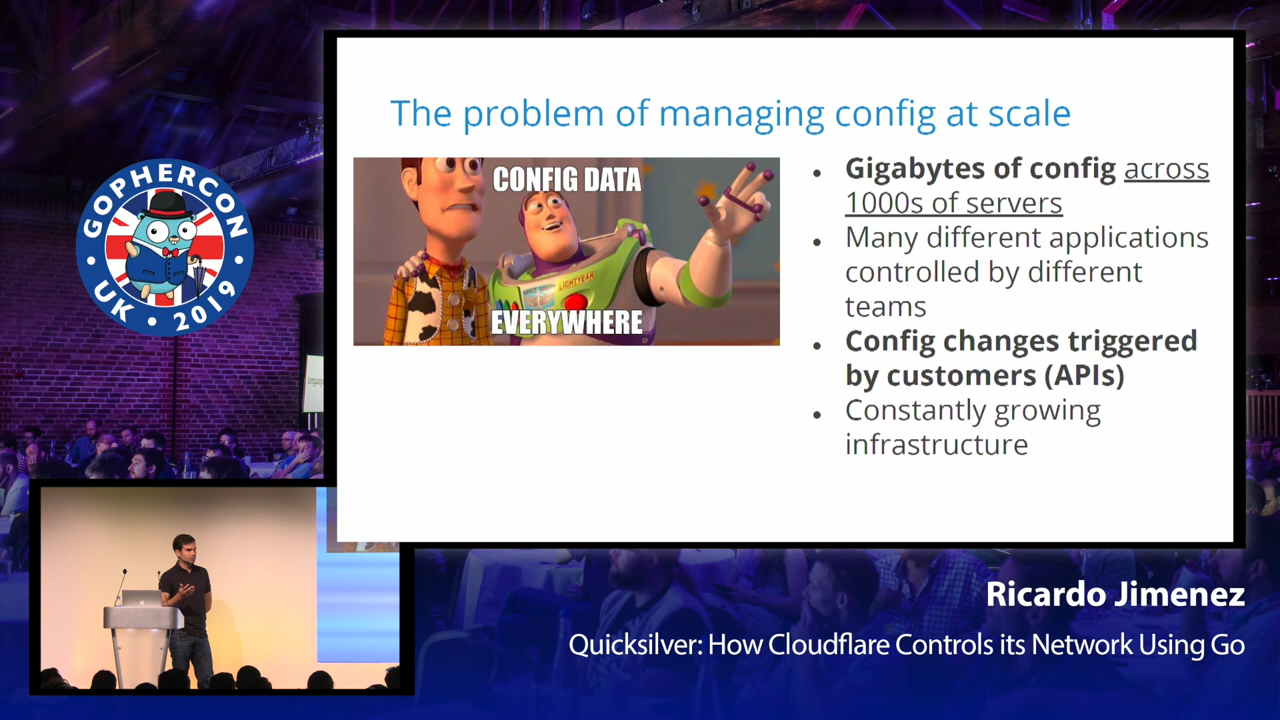 The problem of managing config at scale
CONFIG DATA
EVERYWHERE
LIGHTYEAR
• Gigabytes of config across
1000s of servers
• Many different applications
controlled by different
teams
• Config changes triggered
by customers (APIs)
• Constantly growing
infrastructure
GOPHERCON
• UK • 2019 •
Ricardo Jimenez
Quicksilver: How Cloudflare Controls its Network Using Go